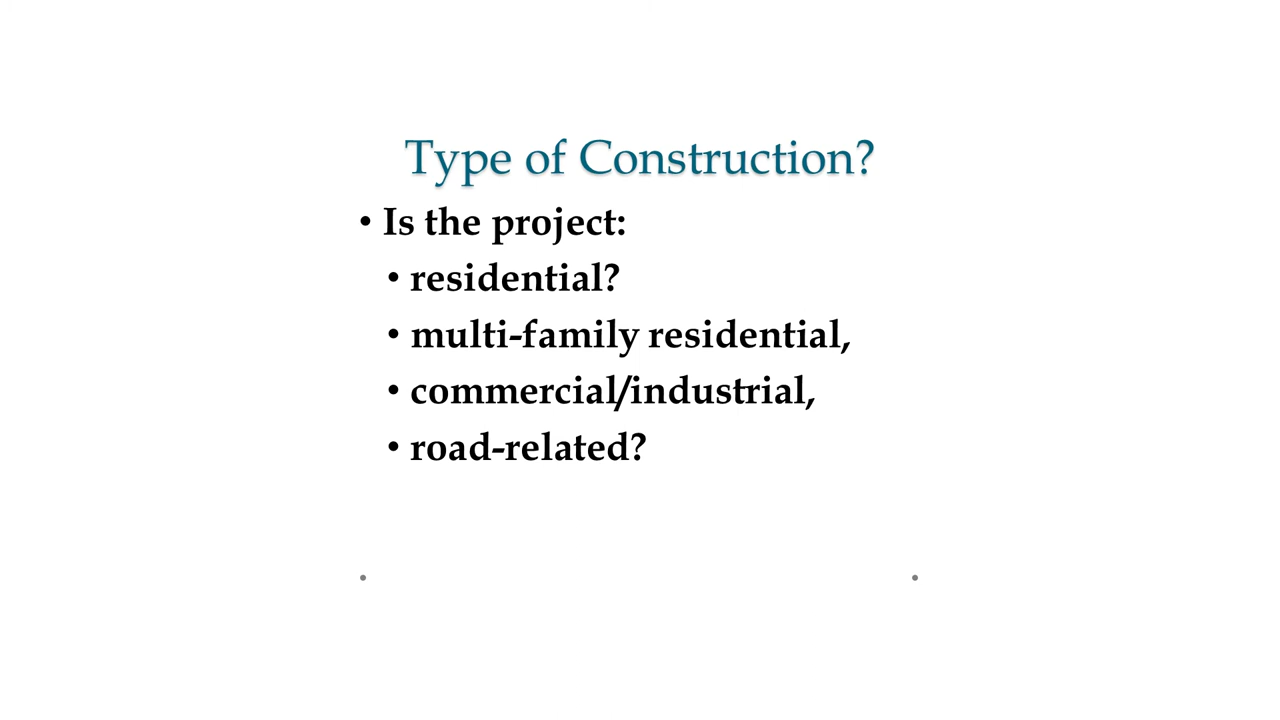 Type of Construction?
• Is the project:
• residential?
• multi-family residential,
• commercial/industrial,
• road-related?